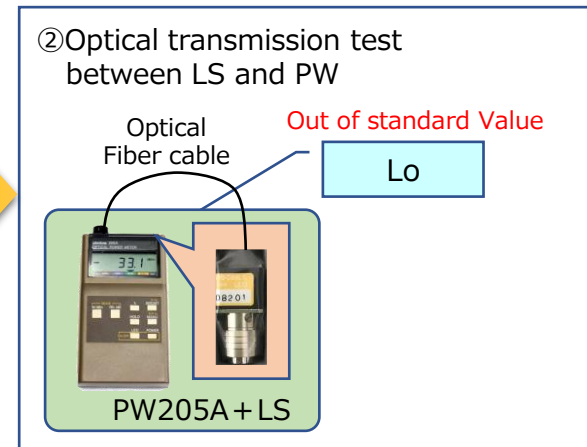 ②Optical transmission test
between LS and PW
Optical
Fiber cable
Out of standard Value
Lo
33.1
08201
PW205A+LS